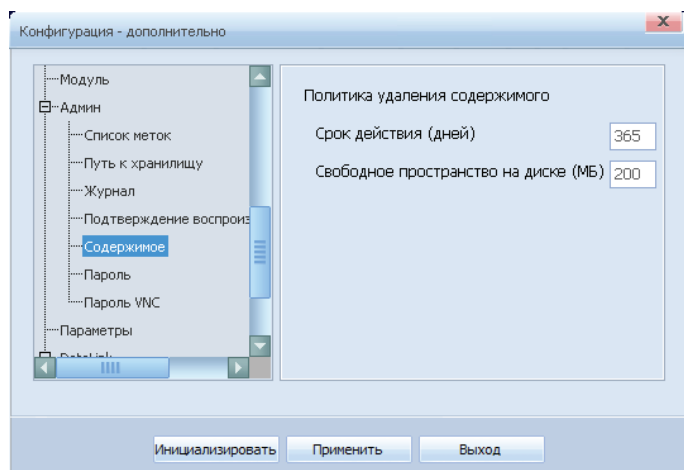 Конфигурация - дополнительно
Модуль
Админ
Список меток
Путь к хранилищу
Журнал
Подтверждение воспроиз
Содержимое
Пароль
Пароль VNC
Параметры
DataLink
Политика удаления содержимого
Срок действия (дней) 365
Свободное пространство на диске (МБ) 200
Инициализировать Применить Выход